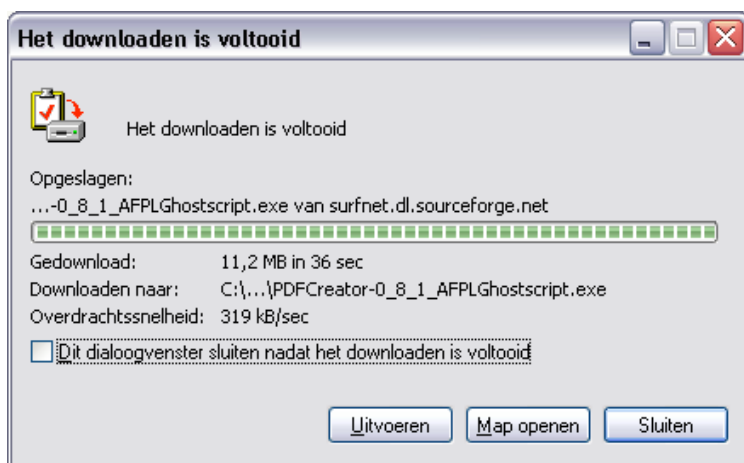 Het downloaden is voltooid
Het downloaden is voltooid
Opgeslagen:
...-0_8_1_AFPLGhostscript.exe van surfnet.dl.sourceforge.net
Gedownload: 11,2 MB in 36 sec
Downloaden naar: C:\...\PDFCreator-0_8_1_AFPLGhostscript.exe
Overdrachtssnelheid: 319 kB/sec
Dit dialoogvenster sluiten nadat het downloaden is voltooid
Uitvoeren Map openen Sluiten